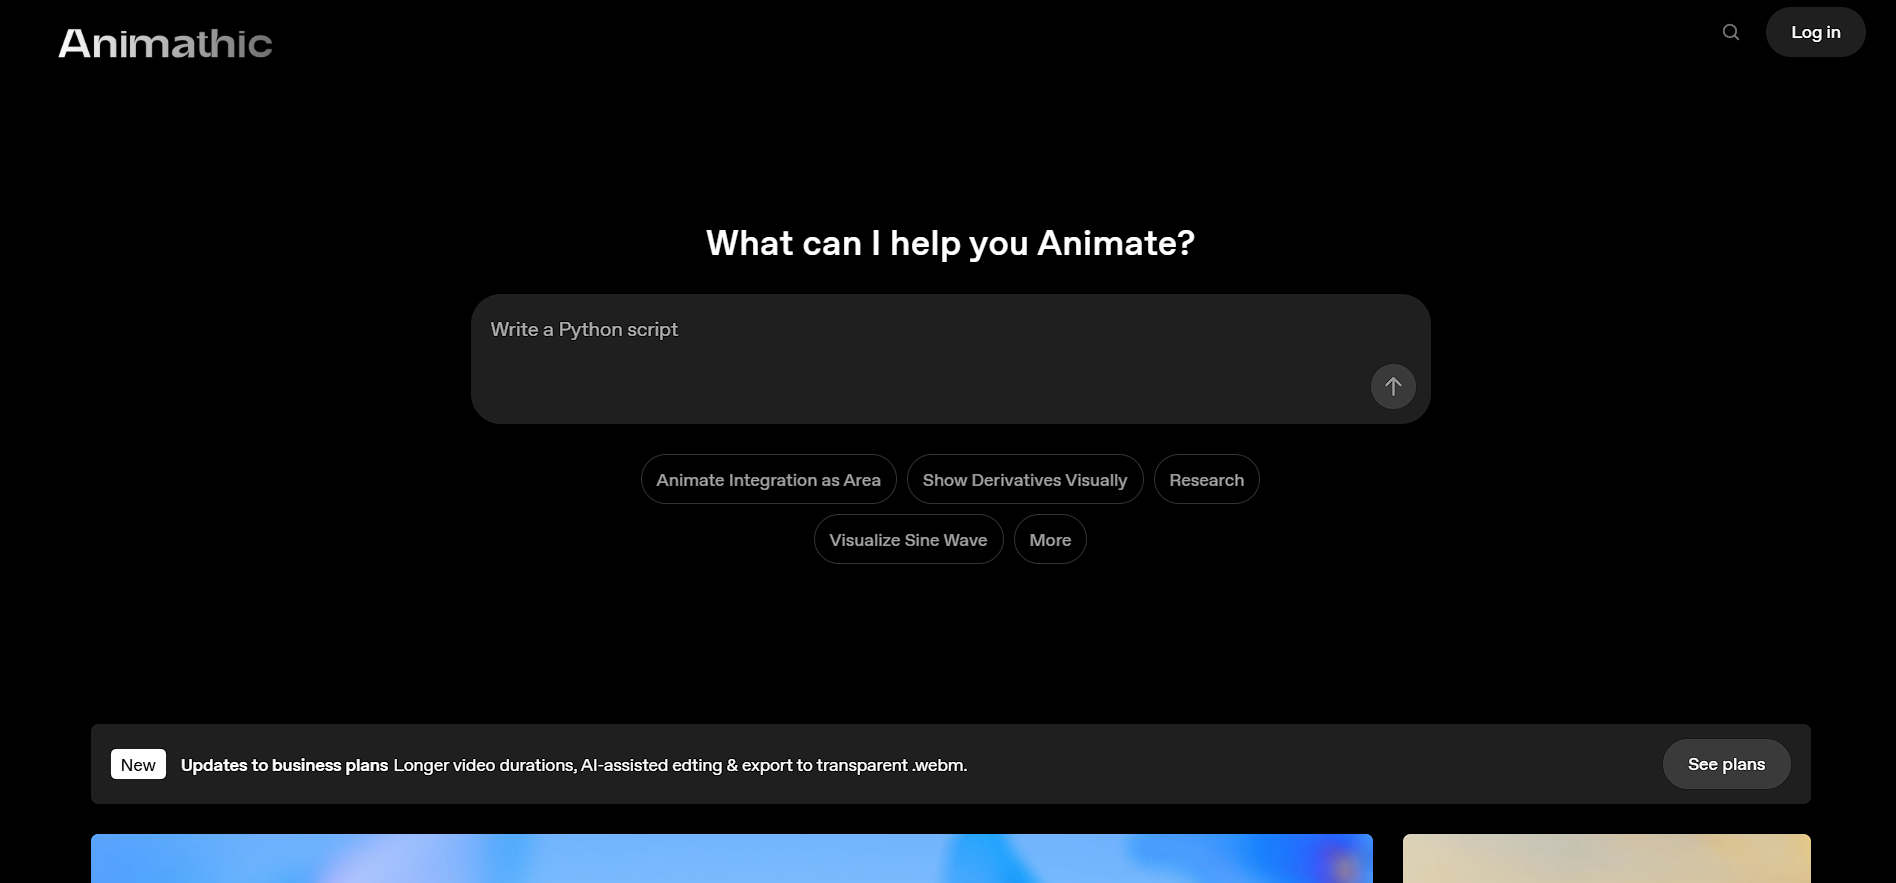 Animathic
Log in
What can I help you Animate?
Write a Python script
Animate Integration as Area
Show Derivatives Visually
Research
Visualize Sine Wave
More
New
Updates to business plans Longer video durations, AI-assisted edting & export to transparent .webm.
See plans